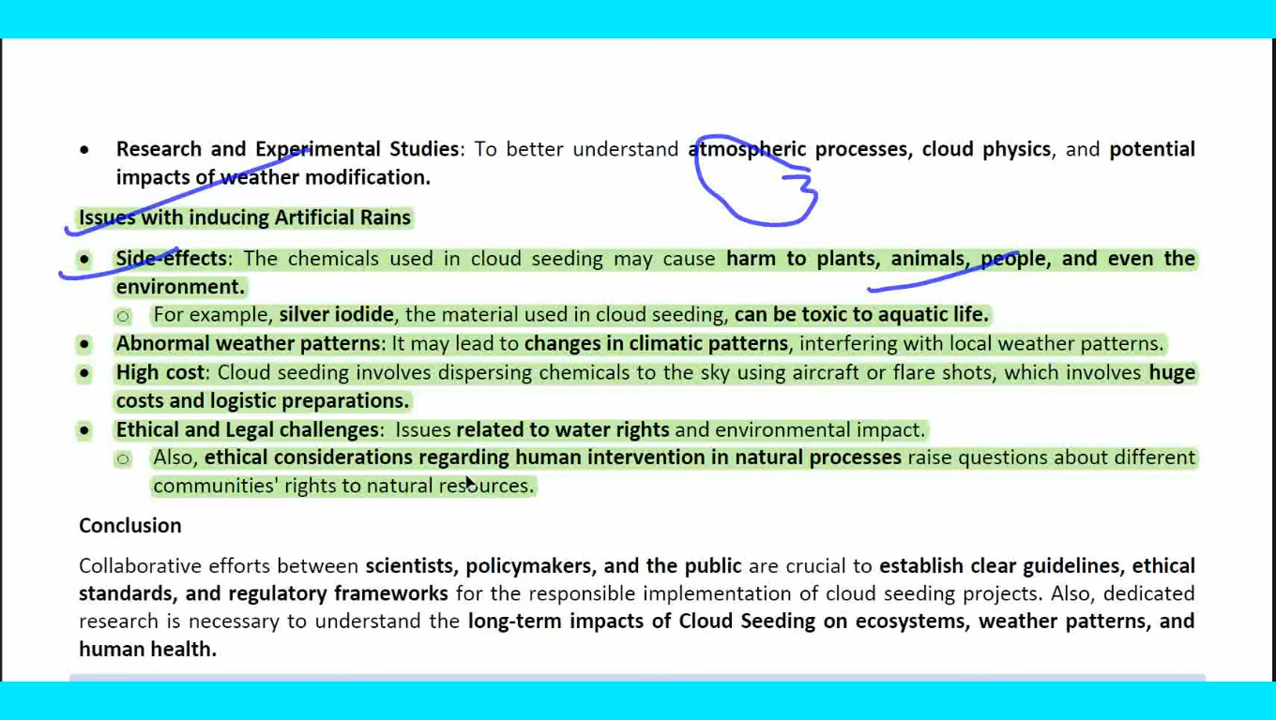 • Research and Experimental Studies: To better understand atmospheric processes, cloud physics, and potential
impacts of weather modification.
Issues with inducing Artificial Rains
• Side-effects: The chemicals used in cloud seeding may cause harm to plants, animals, people, and even the
environment.
○ For example, silver iodide, the material used in cloud seeding, can be toxic to aquatic life.
• Abnormal weather patterns: It may lead to changes in climatic patterns, interfering with local weather patterns.
• High cost: Cloud seeding involves dispersing chemicals to the sky using aircraft or flare shots, which involves huge
costs and logistic preparations.
• Ethical and Legal challenges: Issues related to water rights and environmental impact.
○ Also, ethical considerations regarding human intervention in natural processes raise questions about different
communities' rights to natural resources.
Conclusion
Collaborative efforts between scientists, policymakers, and the public are crucial to establish clear guidelines, ethical
standards, and regulatory frameworks for the responsible implementation of cloud seeding projects. Also, dedicated
research is necessary to understand the long-term impacts of Cloud Seeding on ecosystems, weather patterns, and
human health.